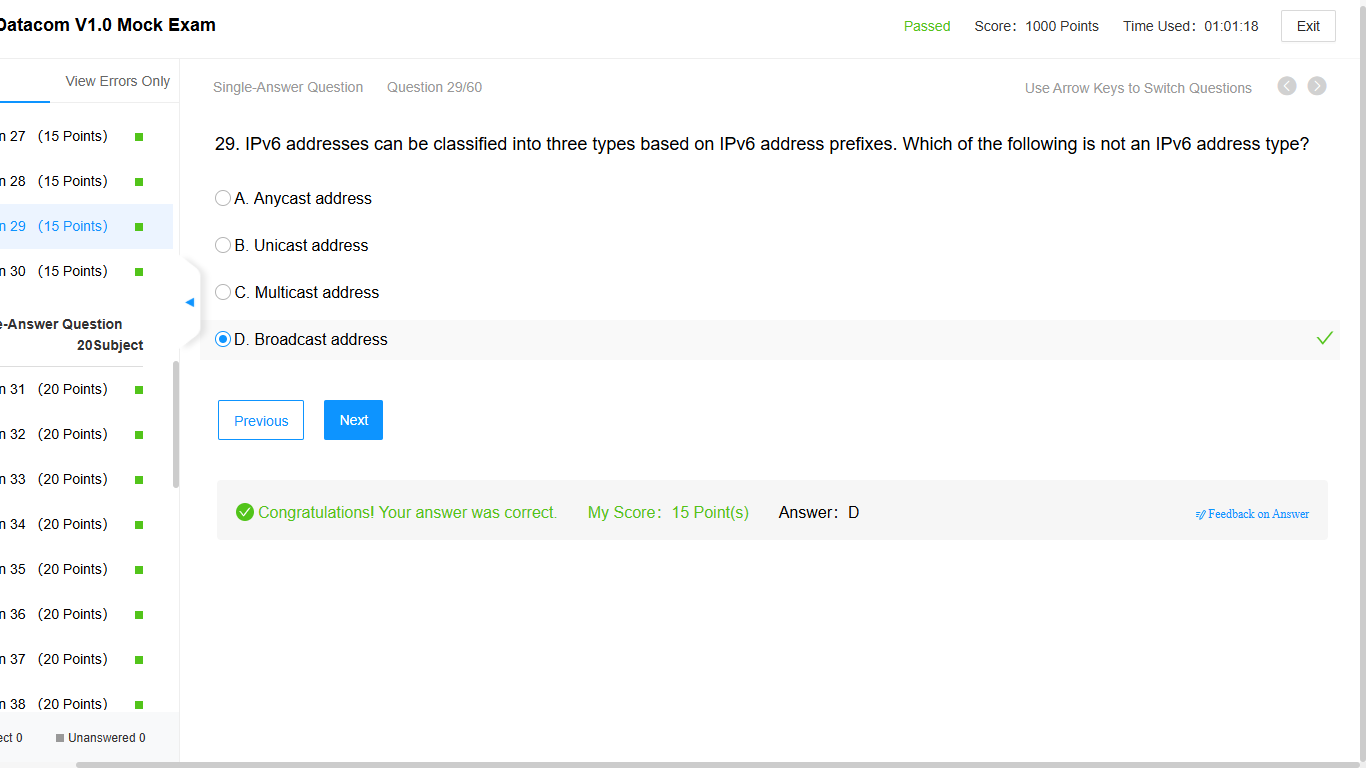 Datacom V1.0 Mock Exam
Passed Score：1000 Points Time Used：01:01:18 Exit
View Errors Only
Single-Answer Question Question 29/60 Use Arrow Keys to Switch Questions
n 27 (15 Points)
n 28 (15 Points)
n 29 (15 Points)
n 30 (15 Points)
e-Answer Question
20Subject
n 31 (20 Points)
n 32 (20 Points)
n 33 (20 Points)
n 34 (20 Points)
n 35 (20 Points)
n 36 (20 Points)
n 37 (20 Points)
n 38 (20 Points)
ect 0 Unanswered 0
29. IPv6 addresses can be classified into three types based on IPv6 address prefixes. Which of the following is not an IPv6 address type?
A. Anycast address
B. Unicast address
C. Multicast address
D. Broadcast address
Previous Next
Congratulations! Your answer was correct. My Score：15 Point(s) Answer：D Feedback on Answer